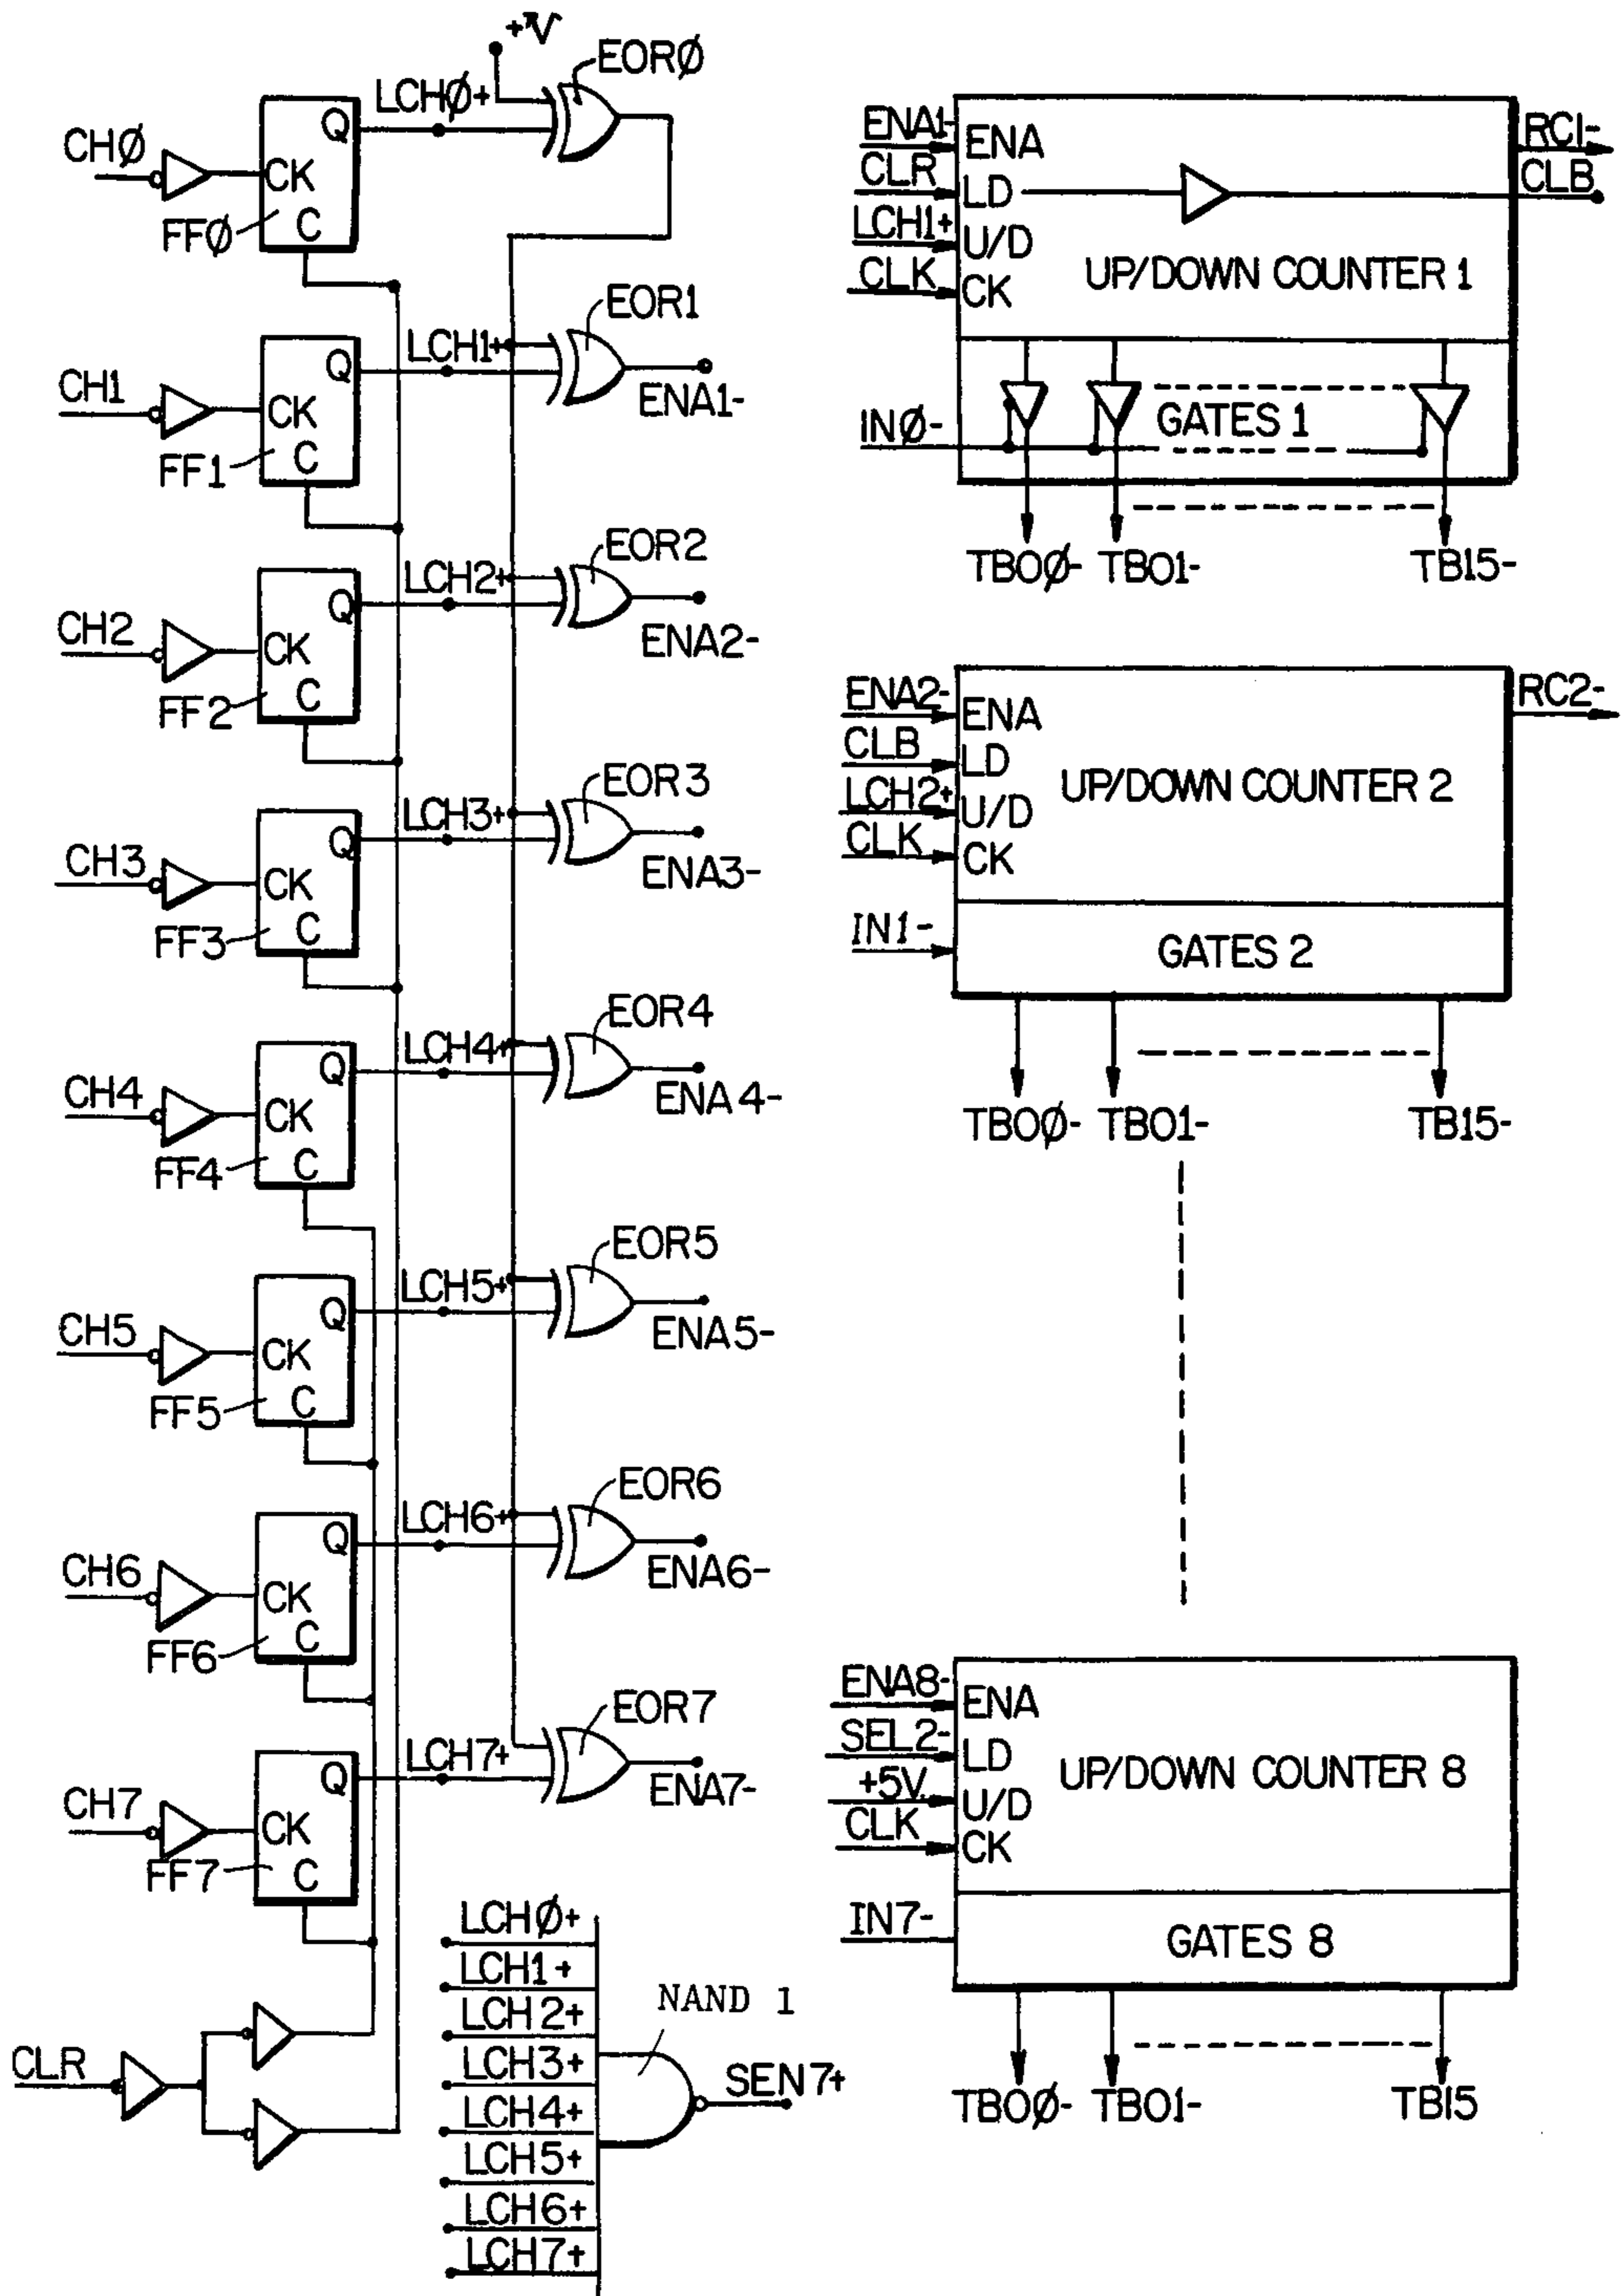 +V
EORØ
LCHØ+
CHØ
Q
CK
C
FFØ
EOR1
LCH1+
CH1
Q
CK
C
FF1
ENA1-
EOR2
LCH2+
CH2
Q
CK
C
FF2
ENA2-
EOR3
LCH3+
CH3
Q
CK
C
FF3
ENA3-
EOR4
LCH4+
CH4
Q
CK
C
FF4
ENA4-
EOR5
LCH5+
CH5
Q
CK
C
FF5
ENA5-
EOR6
LCH6+
CH6
Q
CK
C
FF6
ENA6-
EOR7
LCH7+
CH7
Q
CK
C
FF7
ENA7-
CLR
LCHØ+
LCH1+
LCH2+
LCH3+
LCH4+
LCH5+
LCH6+
LCH7+
NAND 1
SEN7+
ENA1-
CLR
LCH1+
CLK
ENA
LD
U/D
CK
UP/DOWN COUNTER 1
RC1-
CLB
INØ-
GATES 1
TBOØ- TBO1- TB15-
ENA2-
CLB
LCH2+
CLK
ENA
LD
U/D
CK
UP/DOWN COUNTER 2
RC2-
IN1-
GATES 2
TBOØ- TBO1- TB15-
ENA8-
SEL2-
+5V
CLK
ENA
LD
U/D
CK
UP/DOWN COUNTER 8
IN7-
GATES 8
TBOØ- TBO1- TB15